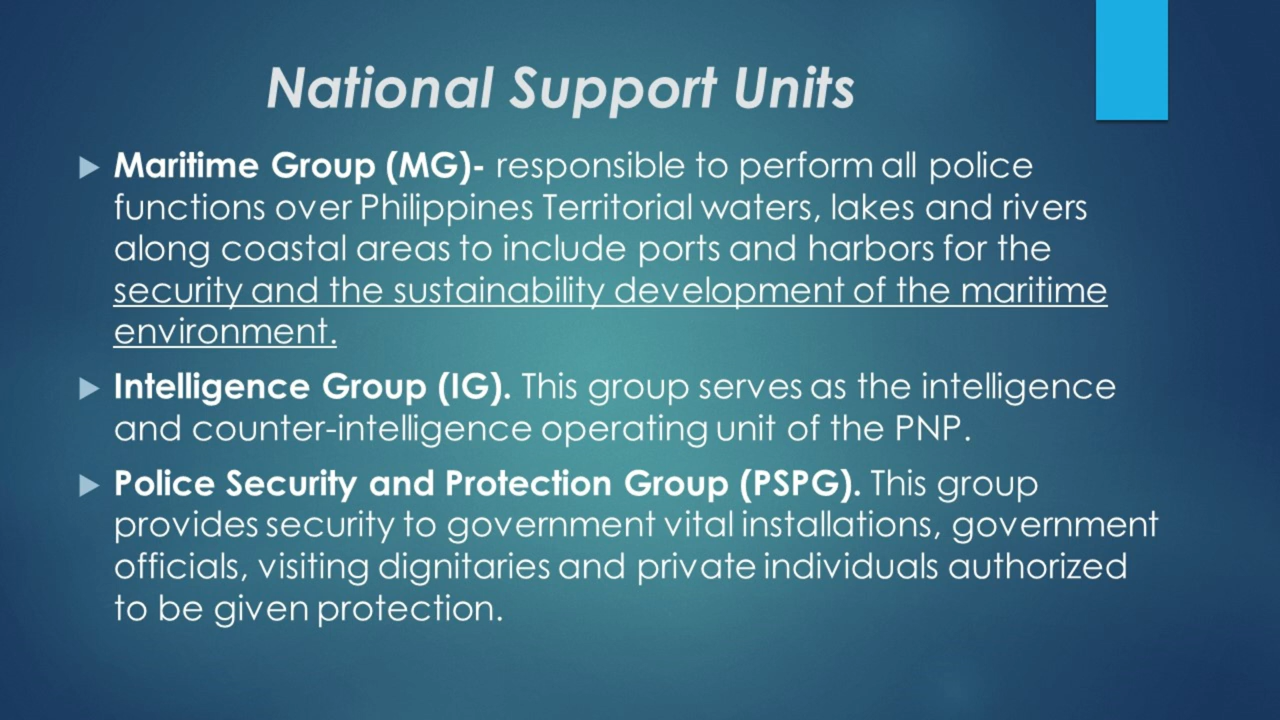 National Support Units
Maritime Group (MG)- responsible to perform all police
functions over Philippines Territorial waters, lakes and rivers
along coastal areas to include ports and harbors for the
security and the sustainability development of the maritime
environment.
Intelligence Group (IG). This group serves as the intelligence
and counter-intelligence operating unit of the PNP.
Police Security and Protection Group (PSPG). This group
provides security to government vital installations, government
officials, visiting dignitaries and private individuals authorized
to be given protection.